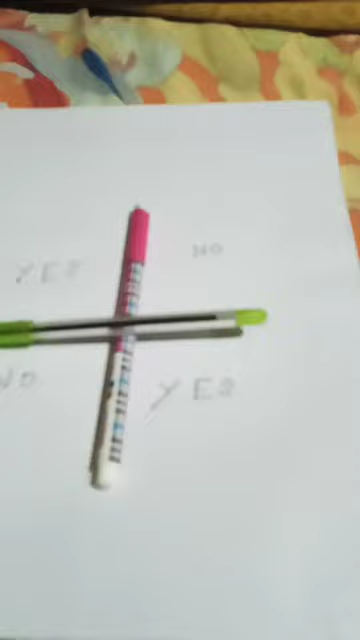 YES NO
NO YES